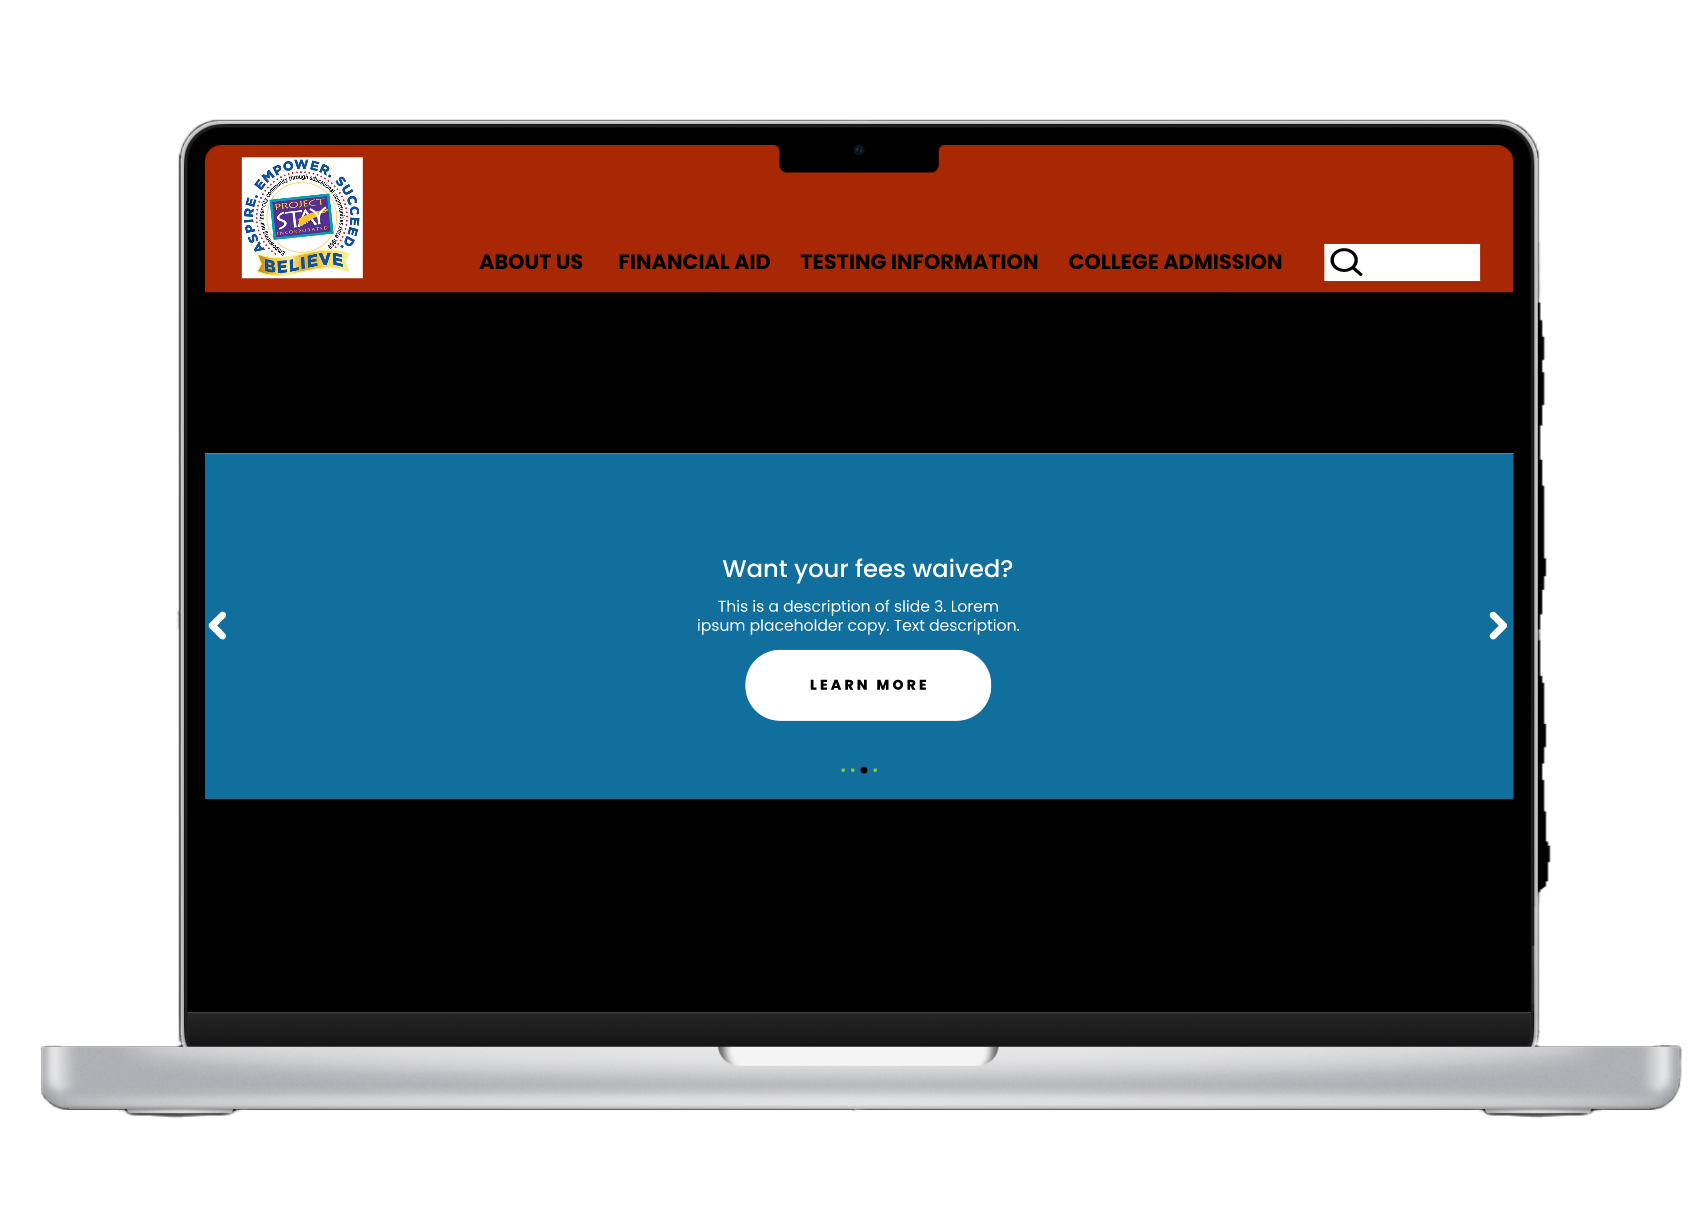 ASPIRE. EMPOWER. SUCCEED.
PROJECT
STAY
INCORPORATED
BELIEVE
ABOUT US FINANCIAL AID TESTING INFORMATION COLLEGE ADMISSION
Want your fees waived?
This is a description of slide 3. Lorem
ipsum placeholder copy. Text description.
LEARN MORE